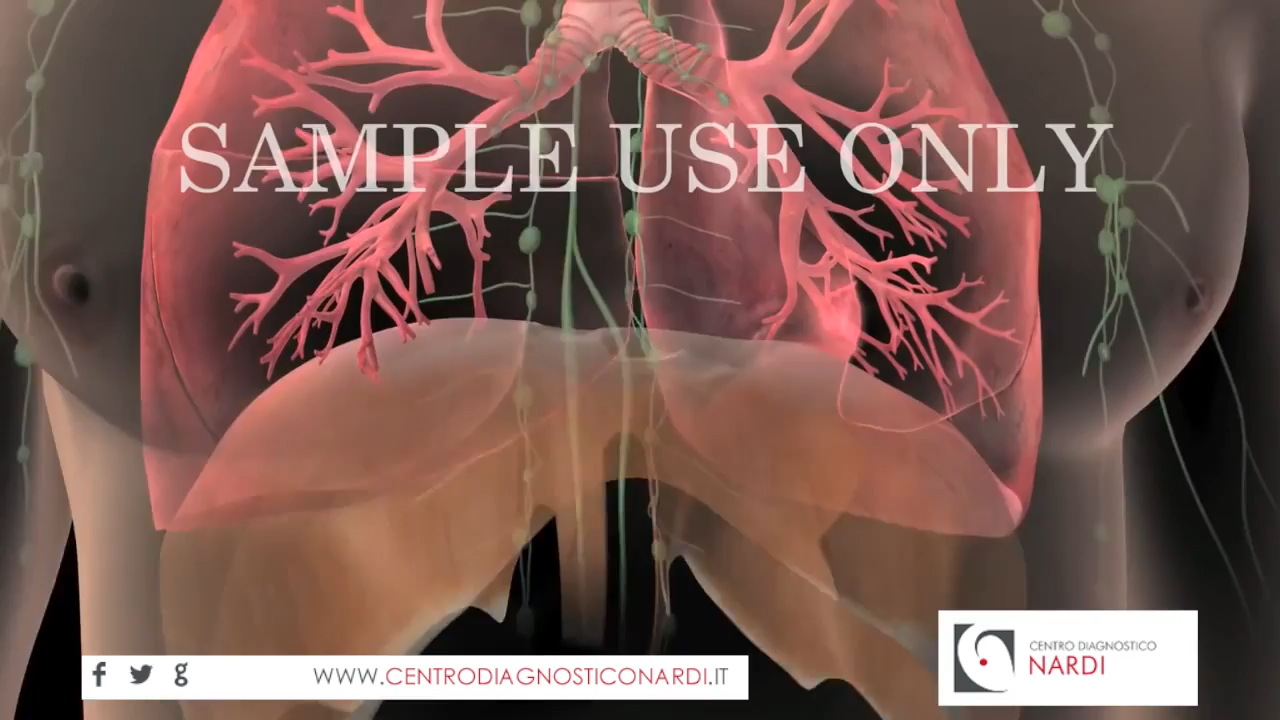 SAMPLE USE ONLY
WWW.CENTRODIAGNOSTICONARDI.IT
CENTRO DIAGNOSTICO
NARDI